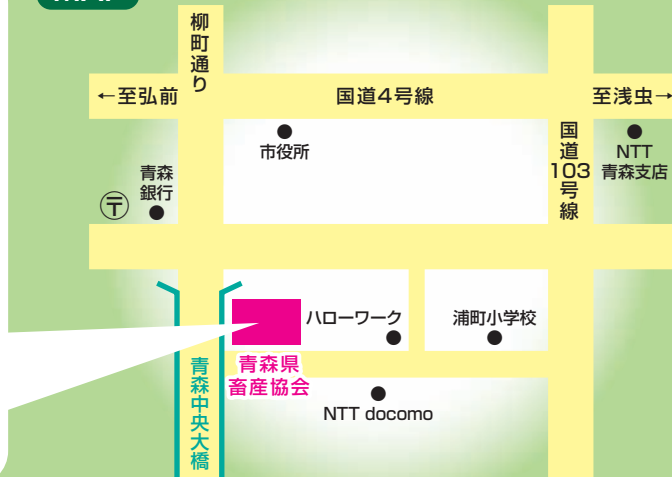 柳町通り
←至弘前
国道4号線
至浅虫→
市役所
国道103号線
NTT
青森支店
青森
銀行
〒
ハローワーク
浦町小学校
青森県
畜産協会
青森中央大橋
NTT docomo